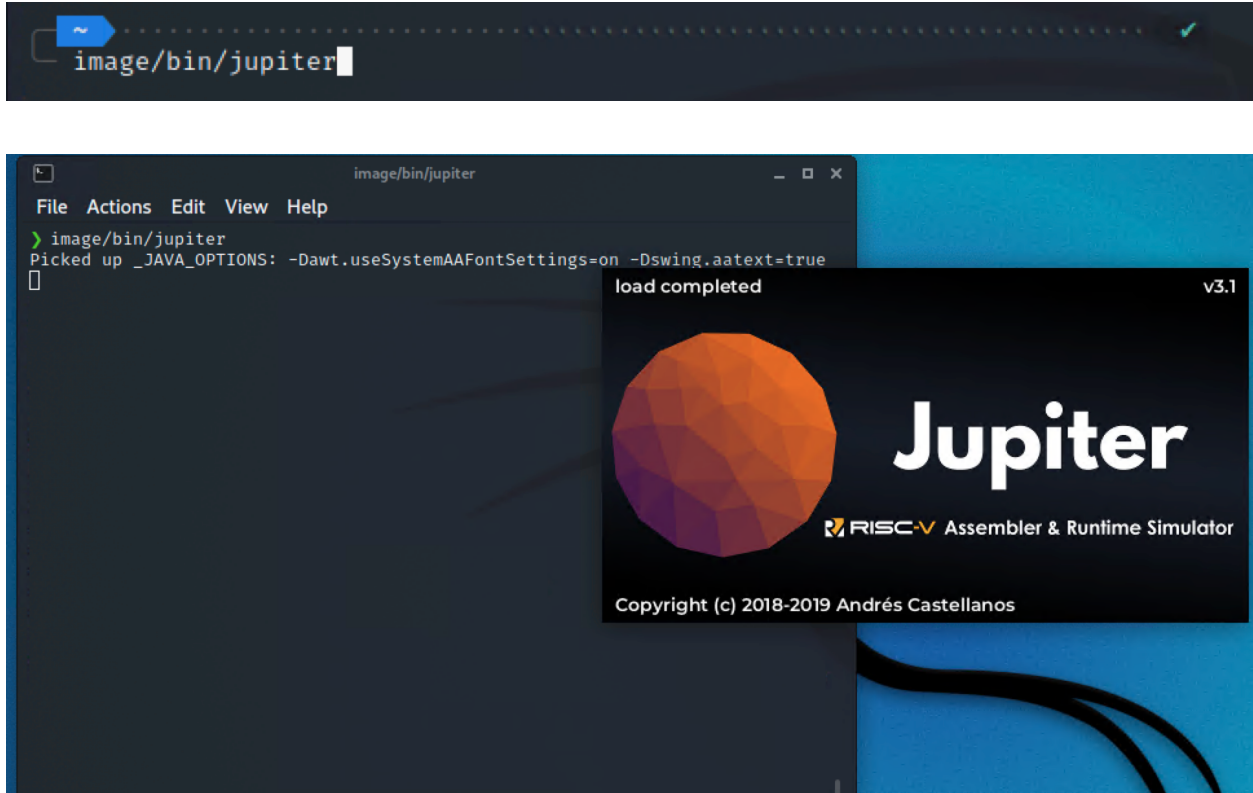 ~ ✔
image/bin/jupiter
image/bin/jupiter
File Actions Edit View Help
❯ image/bin/jupiter
Picked up _JAVA_OPTIONS: -Dawt.useSystemAAFontSettings=on -Dswing.aatext=true
load completed v3.1
Jupiter
RISC-V Assembler & Runtime Simulator
Copyright (c) 2018-2019 Andrés Castellanos